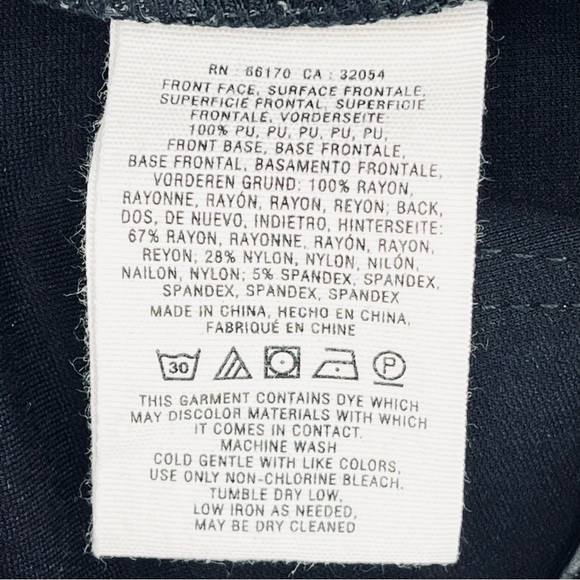 RN : 66170 CA : 32054
FRONT FACE, SURFACE FRONTALE,
SUPERFICIE FRONTAL, SUPERFICIE
FRONTALE, VORDERSEITE:
100% PU, PU, PU, PU, PU,
FRONT BASE, BASE FRONTALE,
BASE FRONTAL, BASAMENTO FRONTALE,
VORDEREN GRUND: 100% RAYON,
RAYONNE, RAYÓN, RAYON, REYON; BACK,
DOS, DE NUEVO, INDIETRO, HINTERSEITE:
67% RAYON, RAYONNE, RAYÓN, RAYON,
REYON; 28% NYLON, NYLON, NILÓN,
NAILON, NYLON; 5% SPANDEX, SPANDEX,
SPANDEX, SPANDEX, SPANDEX
MADE IN CHINA, HECHO EN CHINA,
FABRIQUÉ EN CHINE
30 P
THIS GARMENT CONTAINS DYE WHICH
MAY DISCOLOR MATERIALS WITH WHICH
IT COMES IN CONTACT.
MACHINE WASH
COLD GENTLE WITH LIKE COLORS,
USE ONLY NON-CHLORINE BLEACH.
TUMBLE DRY LOW,
LOW IRON AS NEEDED,
MAY BE DRY CLEANED